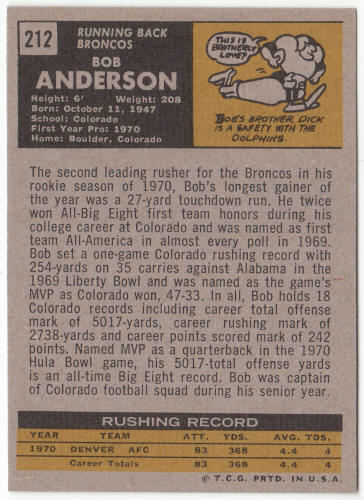 212
RUNNING BACK
BRONCOS
BOB
ANDERSON
Height: 6' Weight: 208
Born: October 11, 1947
School: Colorado
First Year Pro: 1970
Home: Boulder, Colorado
THIS IS
BROTHERLY
LOVE?
BOB'S BROTHER DICK
IS A SAFETY WITH THE
DOLPHINS.
The second leading rusher for the Broncos in his
rookie season of 1970, Bob's longest gainer of
the year was a 27-yard touchdown run. He twice
won All-Big Eight first team honors during his
college career at Colorado and was named as first
team All-America in almost every poll in 1969.
Bob set a one-game Colorado rushing record with
254-yards on 35 carries against Alabama in the
1969 Liberty Bowl and was named as the game's
MVP as Colorado won, 47-33. In all, Bob holds 18
Colorado records including career total offense
mark of 5017-yards, career rushing mark of
2738-yards and career points scored mark of 242
points. Named MVP as a quarterback in the 1970
Hula Bowl game, his 5017-total offense yards
is an all-time Big Eight record. Bob was captain
of Colorado football squad during his senior year.
RUSHING RECORD
YEAR TEAM ATT. YDS. AVG. TDS.
1970 DENVER AFC 83 368 4.4 4
Career Totals 83 368 4.4 4
© T.C.G. PRTD. IN U.S.A.